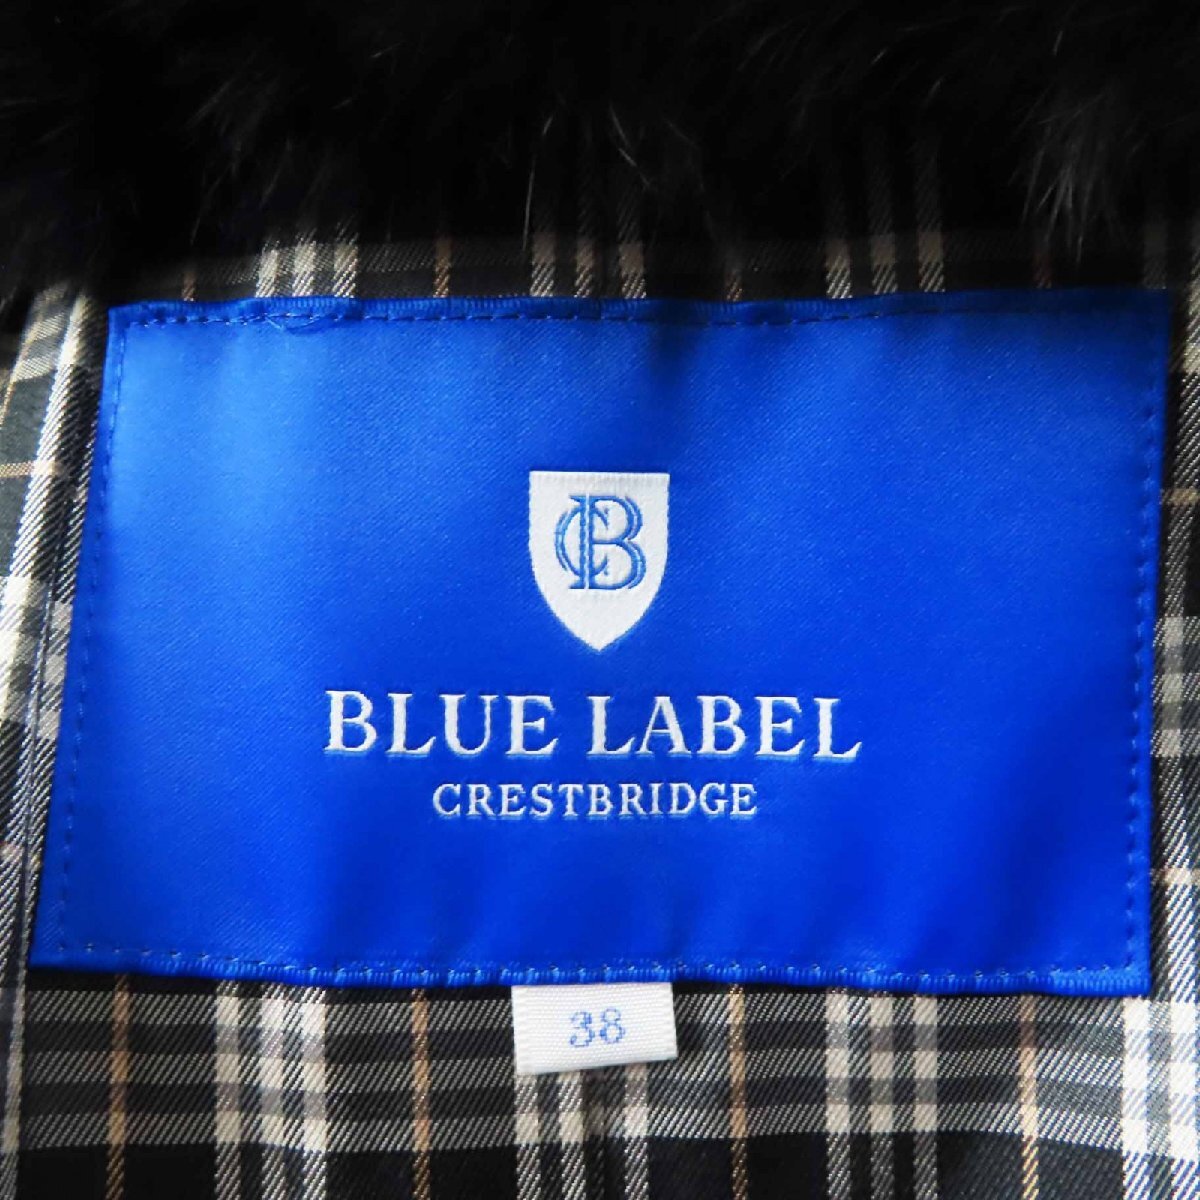 CB
BLUE LABEL
CRESTBRIDGE
38